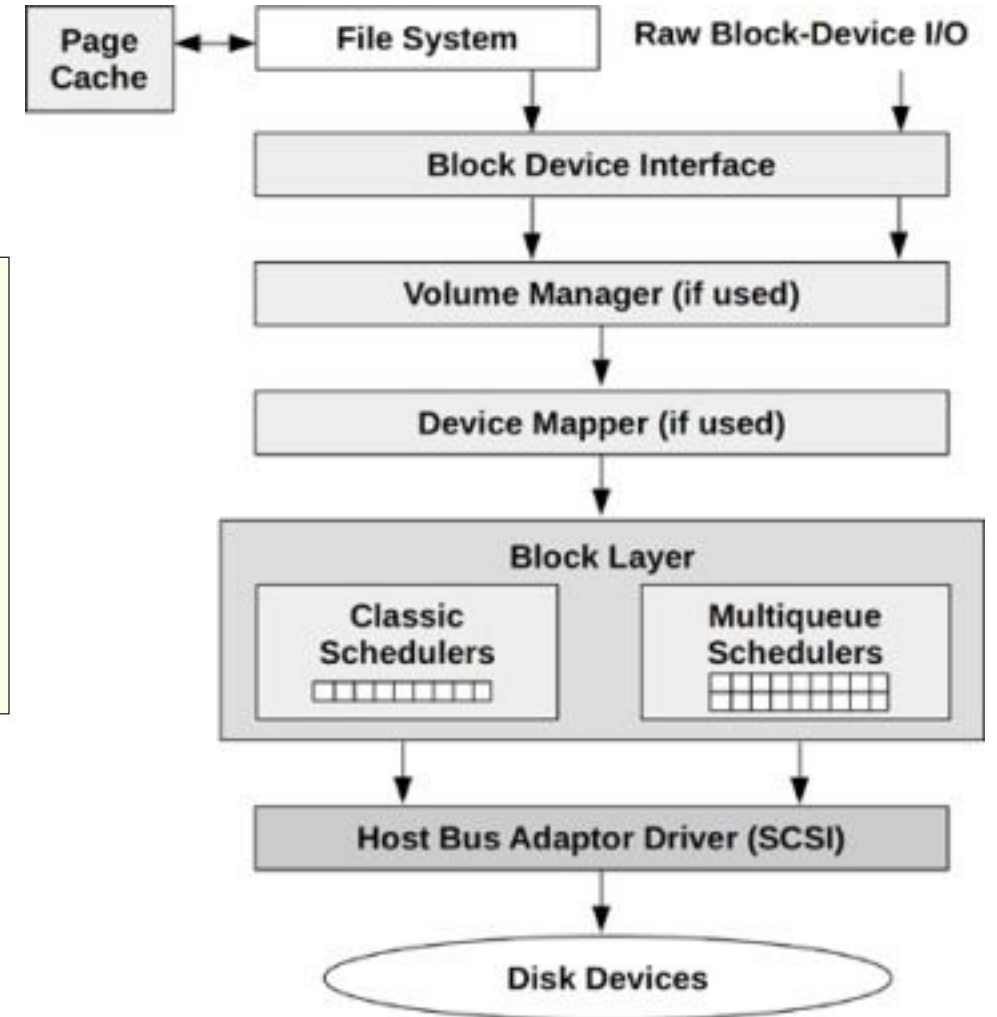 Page
Cache
File System
Raw Block-Device I/O
Block Device Interface
Volume Manager (if used)
Device Mapper (if used)
Block Layer
Classic
Schedulers
Multiqueue
Schedulers
Host Bus Adaptor Driver (SCSI)
Disk Devices